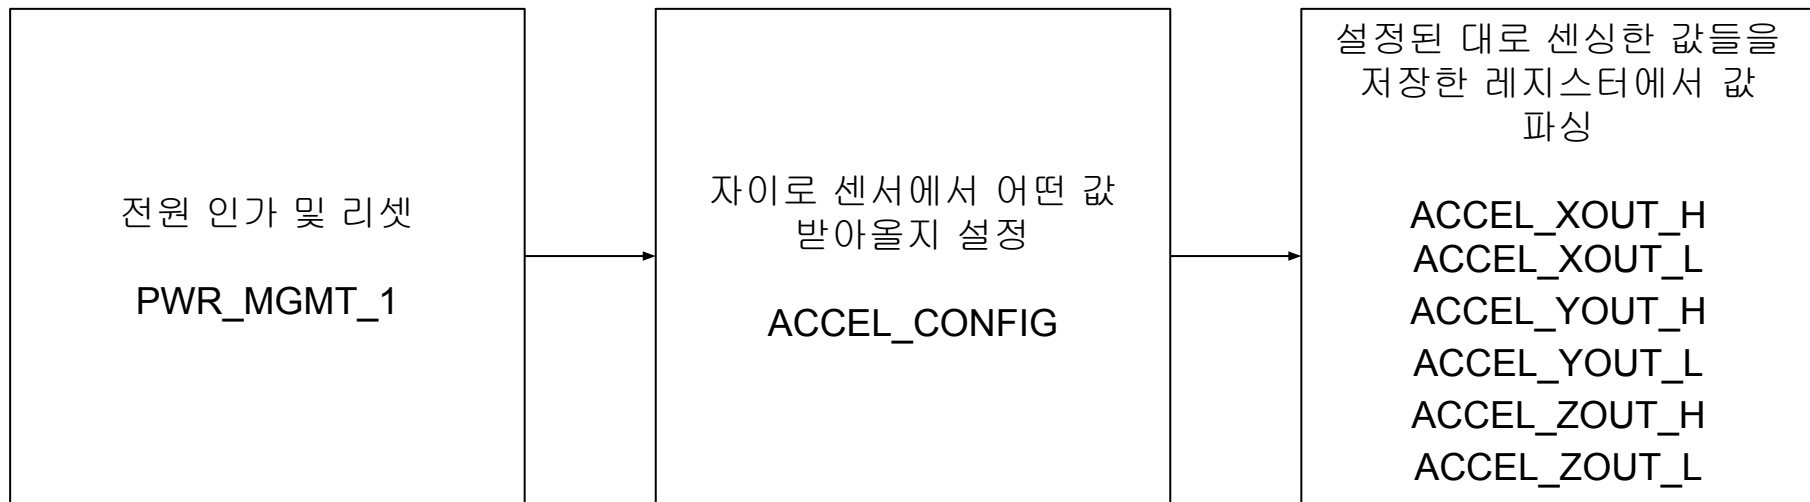 전원 인가 및 리셋
PWR_MGMT_1
자이로 센서에서 어떤 값
받아올지 설정
ACCEL_CONFIG
설정된 대로 센싱한 값들을
저장한 레지스터에서 값
파싱
ACCEL_XOUT_H
ACCEL_XOUT_L
ACCEL_YOUT_H
ACCEL_YOUT_L
ACCEL_ZOUT_H
ACCEL_ZOUT_L